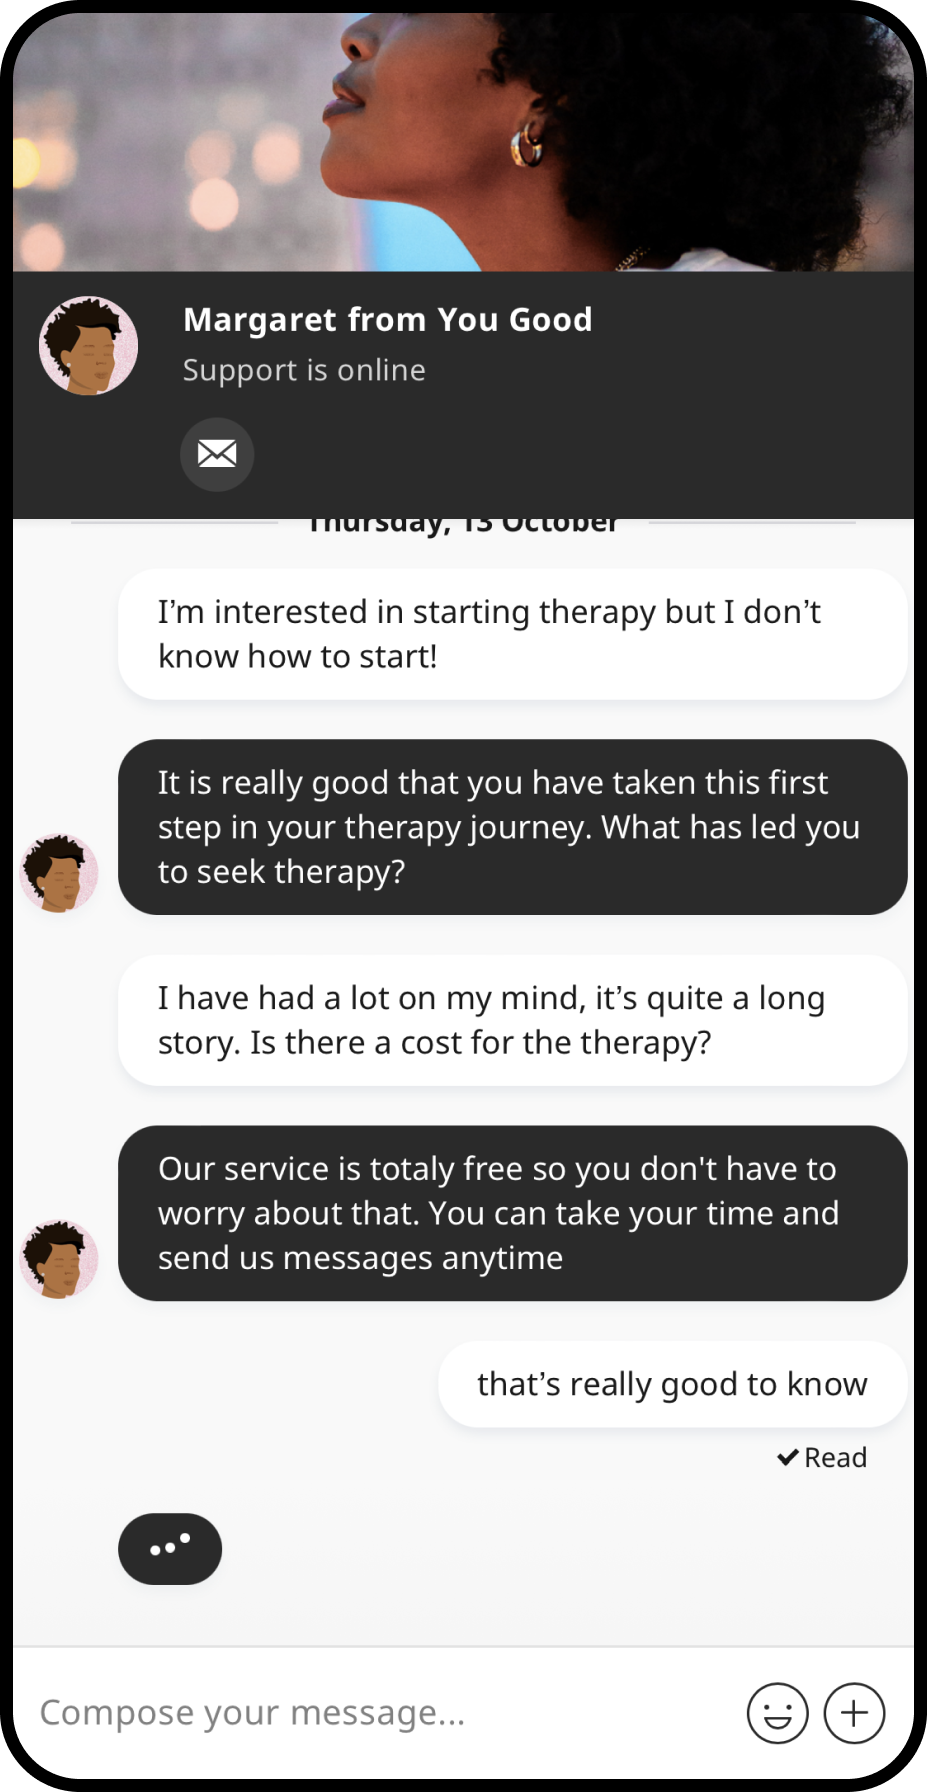 Margaret from You Good
Support is online
Thursday, 13 October
I’m interested in starting therapy but I don’t
know how to start!
It is really good that you have taken this first
step in your therapy journey. What has led you
to seek therapy?
I have had a lot on my mind, it’s quite a long
story. Is there a cost for the therapy?
Our service is totaly free so you don't have to
worry about that. You can take your time and
send us messages anytime
that’s really good to know
Read
Compose your message...